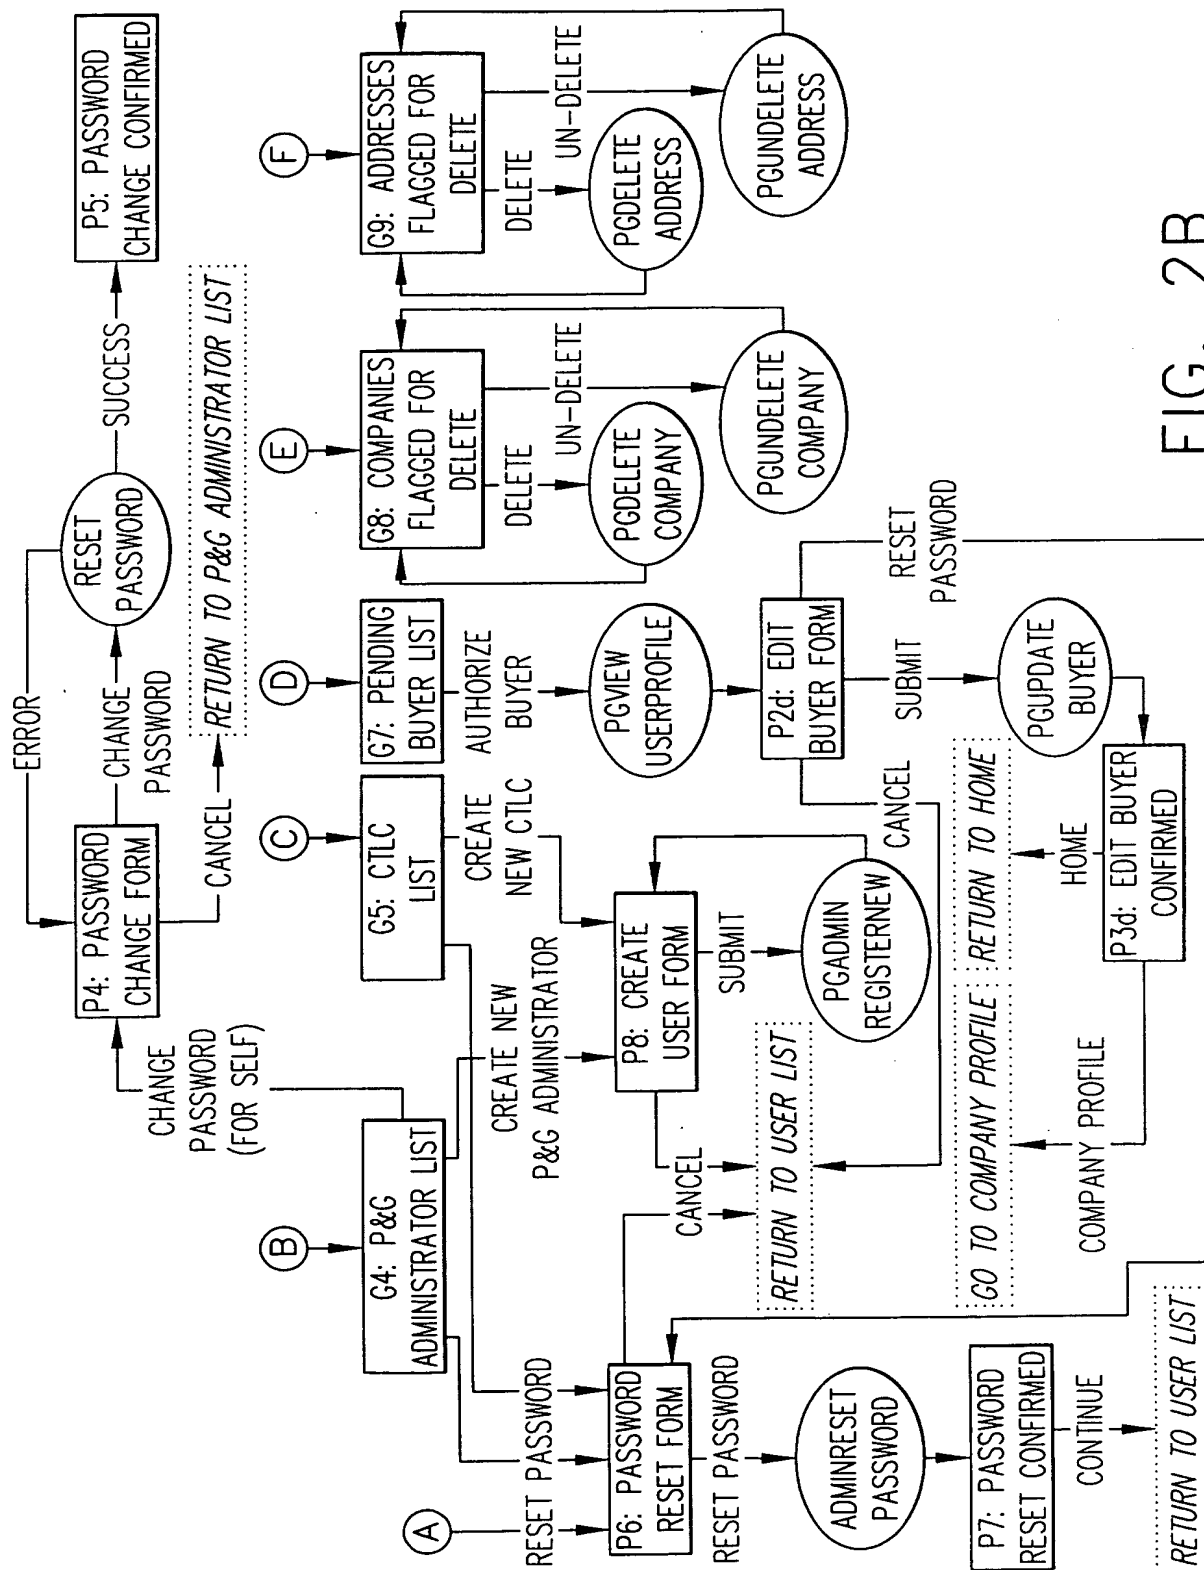 ERROR
P4: PASSWORD
CHANGE FORM
CHANGE
PASSWORD
RESET
PASSWORD
SUCCESS
P5: PASSWORD
CHANGE CONFIRMED
CANCEL
RETURN TO P&G ADMINISTRATOR LIST
CHANGE
PASSWORD
(FOR SELF)
A
B
C
D
E
F
G4: P&G
ADMINISTRATOR LIST
G5: CTLC
LIST
G7: PENDING
BUYER LIST
G8: COMPANIES
FLAGGED FOR
DELETE
G9: ADDRESSES
FLAGGED FOR
DELETE
RESET PASSWORD
RESET PASSWORD
CREATE NEW
P&G ADMINISTRATOR
CREATE
NEW CTLC
AUTHORIZE
BUYER
DELETE
UN-DELETE
DELETE
UN-DELETE
PGVIEW
USERPROFILE
PGDELETE
COMPANY
PGUNDELETE
COMPANY
PGDELETE
ADDRESS
PGUNDELETE
ADDRESS
P6: PASSWORD
RESET FORM
P8: CREATE
USER FORM
CANCEL
SUBMIT
RESET PASSWORD
RETURN TO USER LIST
PGADMIN
REGISTERNEW
P2d: EDIT
BUYER FORM
CANCEL
SUBMIT
RESET
PASSWORD
ADMINRESET
PASSWORD
PGUPDATE
BUYER
GO TO COMPANY PROFILE
RETURN TO HOME
P7: PASSWORD
RESET CONFIRMED
COMPANY PROFILE
HOME
P3d: EDIT BUYER
CONFIRMED
CONTINUE
RETURN TO USER LIST
FIG. 2B